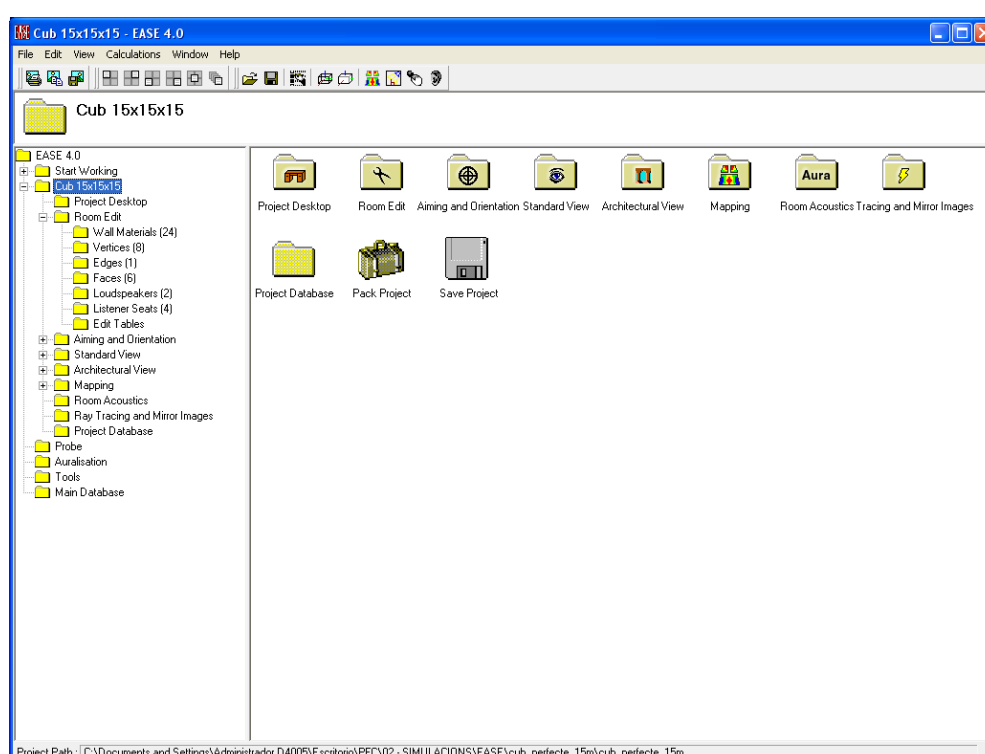 Cub 15x15x15 - EASE 4.0
File Edit View Calculations Window Help
Cub 15x15x15
EASE 4.0
Start Working
Cub 15x15x15
Project Desktop
Room Edit
Wall Materials (24)
Vertices (8)
Edges (1)
Faces (6)
Loudspeakers (2)
Listener Seats (4)
Edit Tables
Aiming and Orientation
Standard View
Architectural View
Mapping
Room Acoustics
Ray Tracing and Mirror Images
Project Database
Probe
Auralisation
Tools
Main Database
Aura
Project Desktop Room Edit Aiming and Orientation Standard View Architectural View Mapping Room Acoustics Tracing and Mirror Images
Project Database Pack Project Save Project
Project Path : C:\Documents and Settings\Administrador.D4005\Escritorio\PFC\02 - SIMULACIONS\EASE\cub_perfecte_15m\cub_perfecte_15m